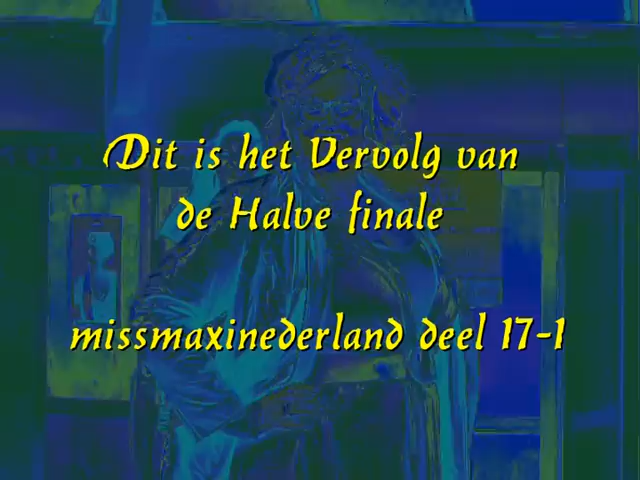 Dit is het Vervolg van
de Halve finale
missmaxinederland deel 17-1